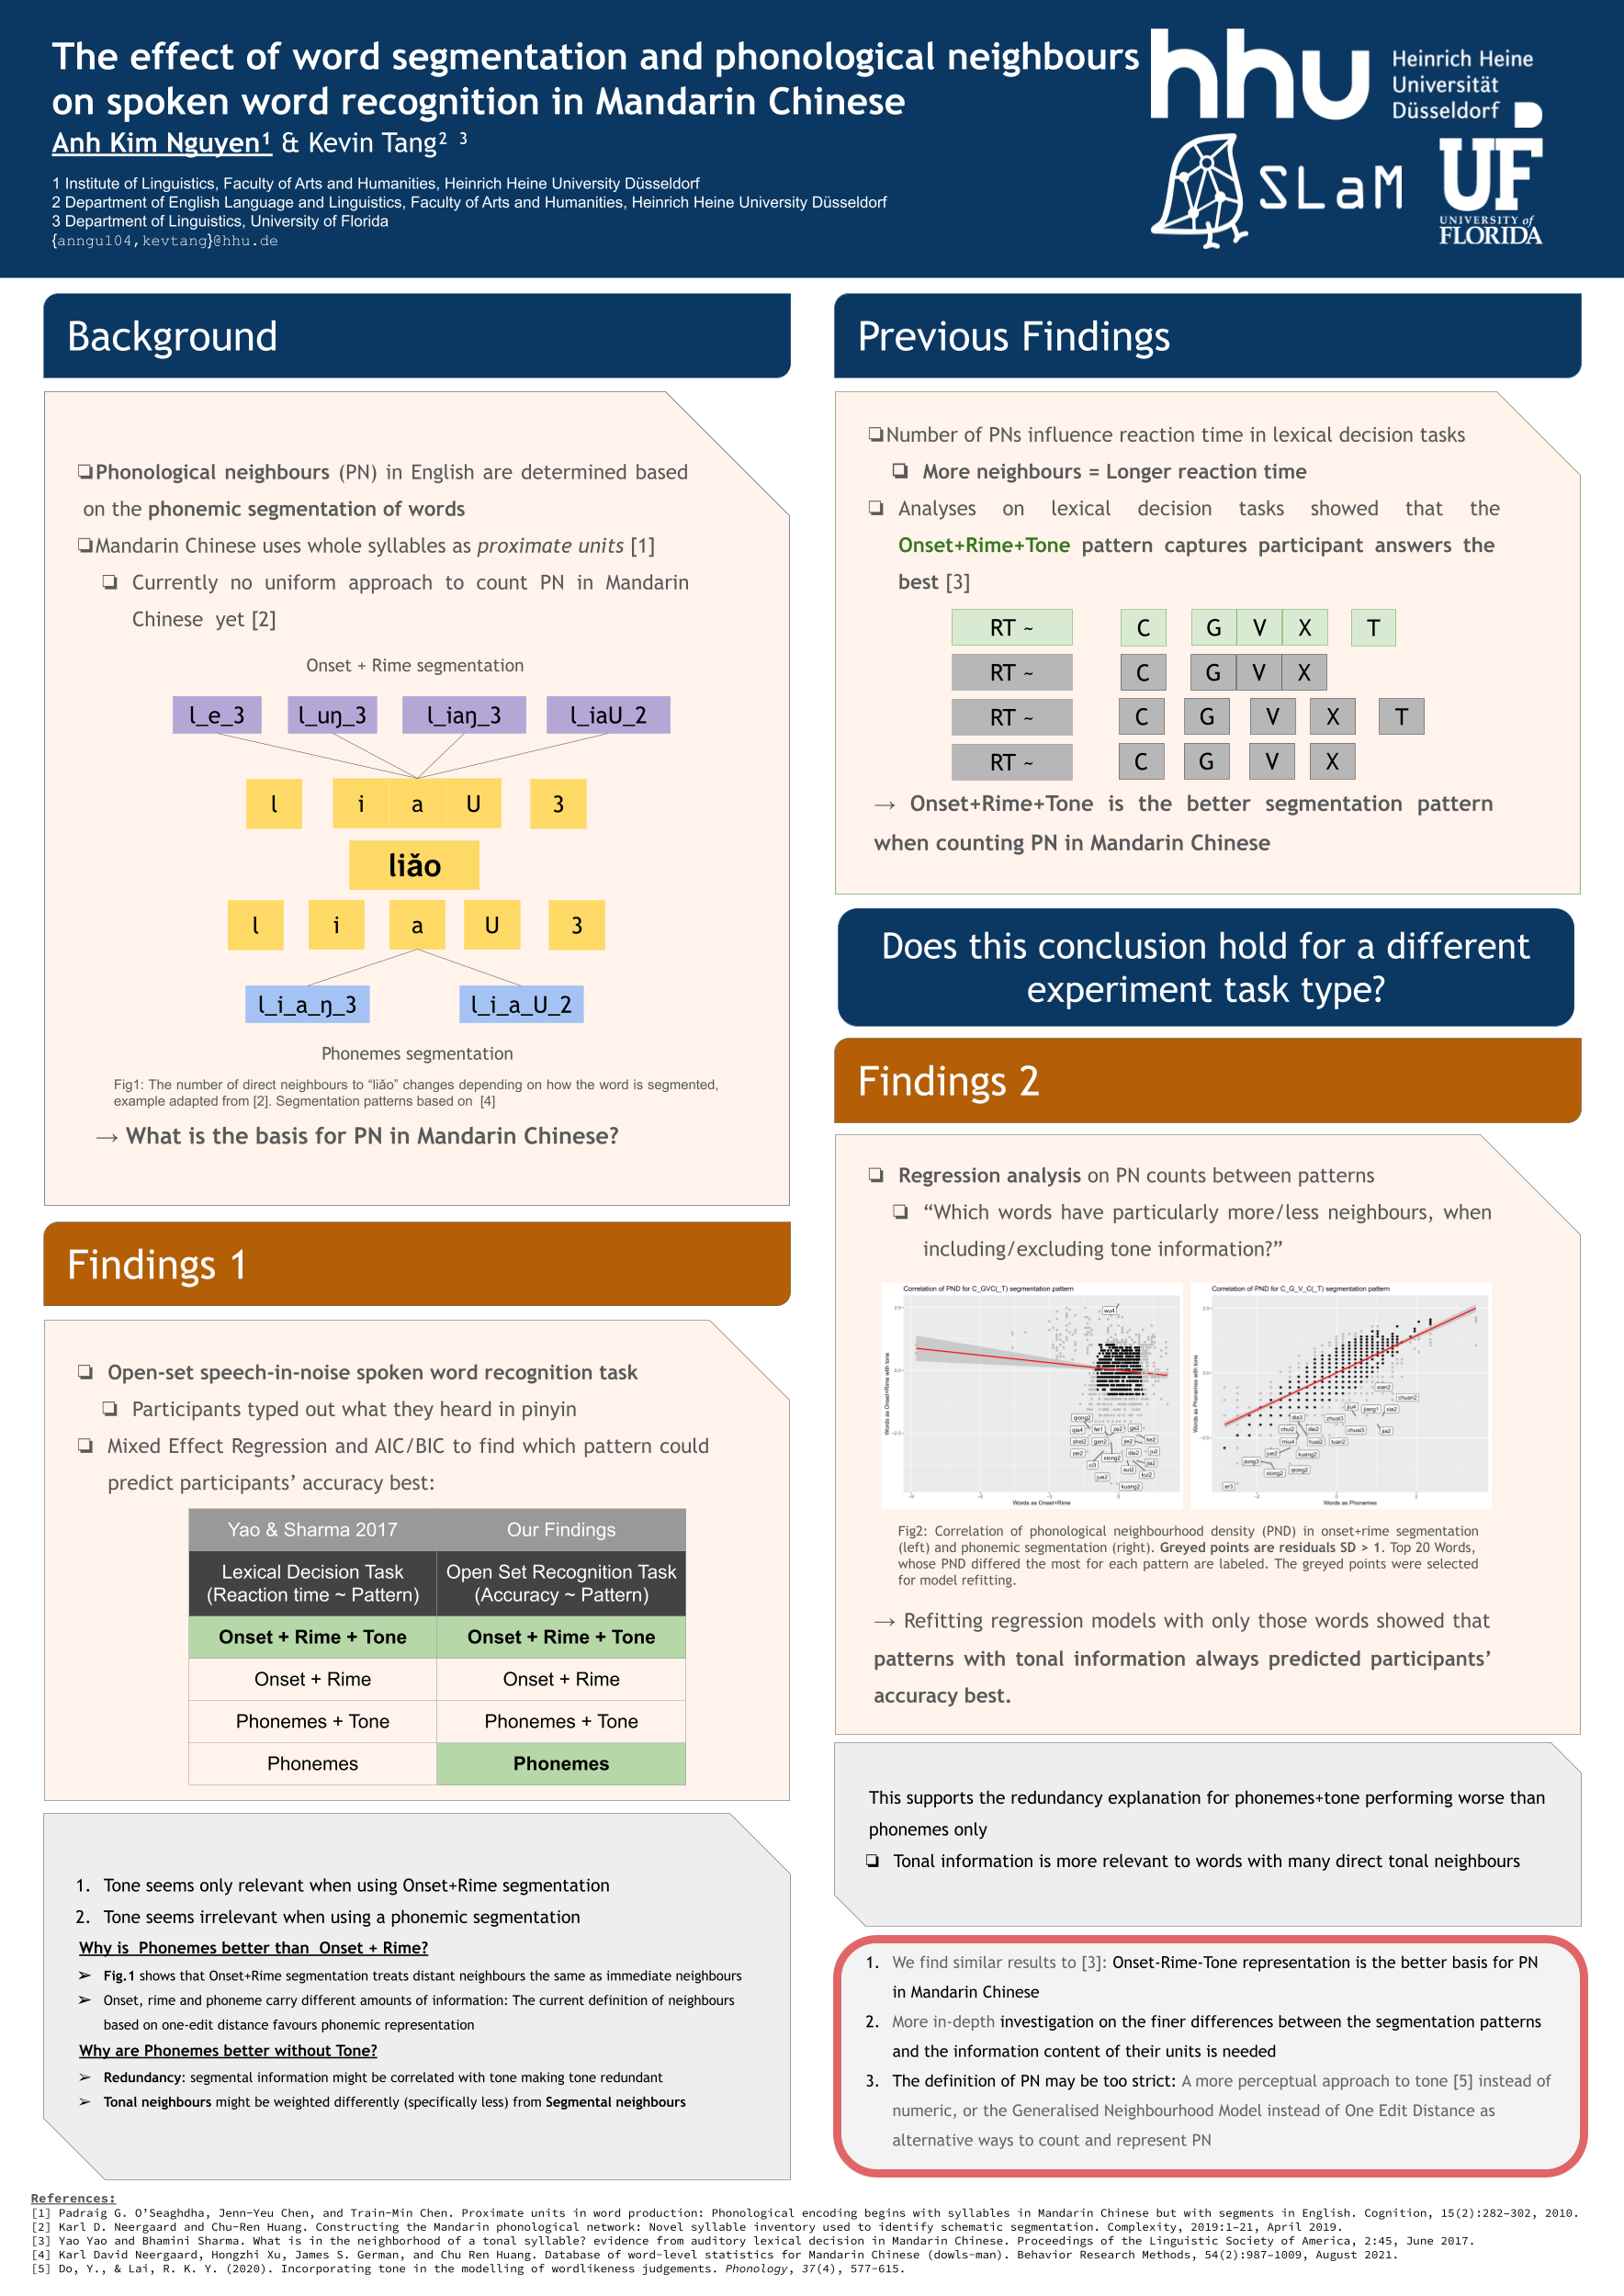 The effect of word segmentation and phonological neighbours
on spoken word recognition in Mandarin Chinese
Anh Kim Nguyen¹ & Kevin Tang² ³
1 Institute of Linguistics, Faculty of Arts and Humanities, Heinrich Heine University Düsseldorf
2 Department of English Language and Linguistics, Faculty of Arts and Humanities, Heinrich Heine University Düsseldorf
3 Department of Linguistics, University of Florida
{anngu104,kevtang}@hhu.de
hhu
Heinrich Heine
Universität
Düsseldorf
SLaM
UF
UNIVERSITY of
FLORIDA
Background
❏Phonological neighbours (PN) in English are determined based
on the phonemic segmentation of words
❏Mandarin Chinese uses whole syllables as proximate units [1]
❏ Currently no uniform approach to count PN in Mandarin
Chinese yet [2]
Onset + Rime segmentation
l_e_3 l_uŋ_3 l_iaŋ_3 l_iaU_2
l i a U 3
liǎo
l i a U 3
l_i_a_ŋ_3 l_i_a_U_2
Phonemes segmentation
Fig1: The number of direct neighbours to “liǎo” changes depending on how the word is segmented,
example adapted from [2]. Segmentation patterns based on [4]
→ What is the basis for PN in Mandarin Chinese?
Findings 1
❏ Open-set speech-in-noise spoken word recognition task
❏ Participants typed out what they heard in pinyin
❏ Mixed Effect Regression and AIC/BIC to find which pattern could
predict participants’ accuracy best:
Yao & Sharma 2017 Our Findings
Lexical Decision Task Open Set Recognition Task
(Reaction time ~ Pattern) (Accuracy ~ Pattern)
Onset + Rime + Tone Onset + Rime + Tone
Onset + Rime Onset + Rime
Phonemes + Tone Phonemes + Tone
Phonemes Phonemes
1. Tone seems only relevant when using Onset+Rime segmentation
2. Tone seems irrelevant when using a phonemic segmentation
Why is Phonemes better than Onset + Rime?
➢ Fig.1 shows that Onset+Rime segmentation treats distant neighbours the same as immediate neighbours
➢ Onset, rime and phoneme carry different amounts of information: The current definition of neighbours
based on one-edit distance favours phonemic representation
Why are Phonemes better without Tone?
➢ Redundancy: segmental information might be correlated with tone making tone redundant
➢ Tonal neighbours might be weighted differently (specifically less) from Segmental neighbours
Previous Findings
❏Number of PNs influence reaction time in lexical decision tasks
❏ More neighbours = Longer reaction time
❏ Analyses on lexical decision tasks showed that the
Onset+Rime+Tone pattern captures participant answers the
best [3]
RT ~ C G V X T
RT ~ C G V X
RT ~ C G V X T
RT ~ C G V X
→ Onset+Rime+Tone is the better segmentation pattern
when counting PN in Mandarin Chinese
Does this conclusion hold for a different
experiment task type?
Findings 2
❏ Regression analysis on PN counts between patterns
❏ “Which words have particularly more/less neighbours, when
including/excluding tone information?”
Correlation of PND for C_GVC(_T) segmentation pattern
Words as Onset+Rime with tone
wu4
qiong2
Words as Onset+Rime
kuang2
Correlation of PND for C_G_V_C(_T) segmentation pattern
Words as Phonemes with tone
xian2
chuan2
jiang1
xia2
er3
Words as Phonemes
Fig2: Correlation of phonological neighbourhood density (PND) in onset+rime segmentation
(left) and phonemic segmentation (right). Greyed points are residuals SD > 1. Top 20 Words,
whose PND differed the most for each pattern are labeled. The greyed points were selected
for model refitting.
→ Refitting regression models with only those words showed that
patterns with tonal information always predicted participants’
accuracy best.
This supports the redundancy explanation for phonemes+tone performing worse than
phonemes only
❏ Tonal information is more relevant to words with many direct tonal neighbours
1. We find similar results to [3]: Onset-Rime-Tone representation is the better basis for PN
in Mandarin Chinese
2. More in-depth investigation on the finer differences between the segmentation patterns
and the information content of their units is needed
3. The definition of PN may be too strict: A more perceptual approach to tone [5] instead of
numeric, or the Generalised Neighbourhood Model instead of One Edit Distance as
alternative ways to count and represent PN
References:
[1] Padraig G. O’Seaghdha, Jenn-Yeu Chen, and Train-Min Chen. Proximate units in word production: Phonological encoding begins with syllables in Mandarin Chinese but with segments in English. Cognition, 15(2):282–302, 2010.
[2] Karl D. Neergaard and Chu-Ren Huang. Constructing the Mandarin phonological network: Novel syllable inventory used to identify schematic segmentation. Complexity, 2019:1–21, April 2019.
[3] Yao Yao and Bhamini Sharma. What is in the neighborhood of a tonal syllable? evidence from auditory lexical decision in Mandarin Chinese. Proceedings of the Linguistic Society of America, 2:45, June 2017.
[4] Karl David Neergaard, Hongzhi Xu, James S. German, and Chu Ren Huang. Database of word-level statistics for Mandarin Chinese (dowls-man). Behavior Research Methods, 54(2):987–1009, August 2021.
[5] Do, Y., & Lai, R. K. Y. (2020). Incorporating tone in the modelling of wordlikeness judgements. Phonology, 37(4), 577-615.